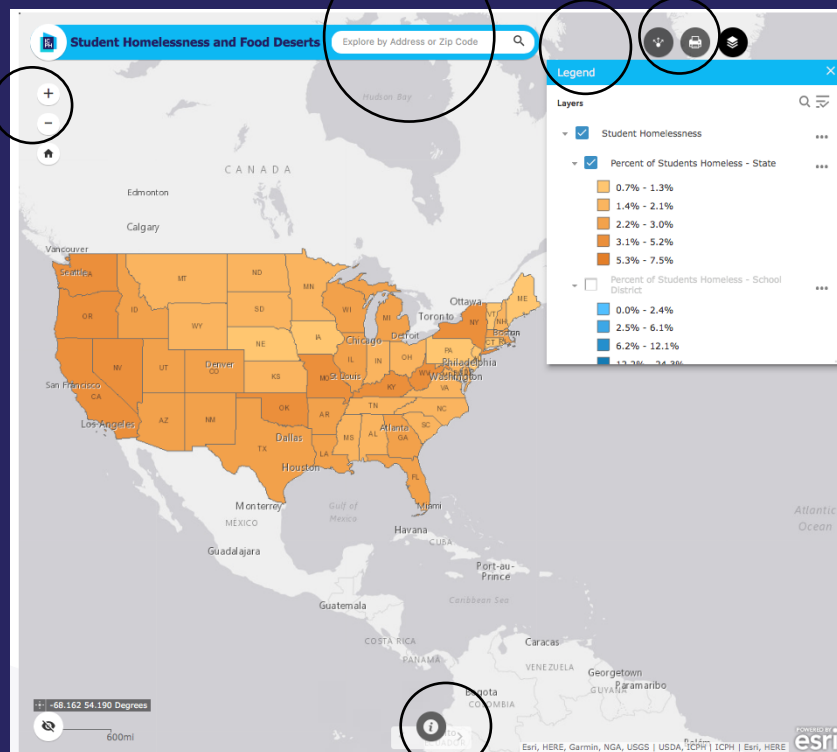 Student Homelessness and Food Deserts
Explore by Address or Zip Code
Legend
Layers
Student Homelessness
Percent of Students Homeless - State
0.7% - 1.3%
1.4% - 2.1%
2.2% - 3.0%
3.1% - 5.2%
5.3% - 7.5%
Percent of Students Homeless - School
District
0.0% - 2.4%
2.5% - 6.1%
6.2% - 12.1%
Hudson Bay
CANADA
Edmonton
Calgary
Vancouver
Seattle
MT
ND
MN
OR
ID
WY
SD
WI
MI
Ottawa
Toronto
VT
NH
ME
NY
Boston
CT
NE
IA
Chicago
Detroit
PA
Philadelphia
NV
UT
Denver
CO
KS
MO
St Louis
IL
IN
OH
WV
Washington
VA
KY
San Francisco
CA
Los Angeles
AZ
NM
OK
AR
TN
NC
SC
Atlanta
MS
AL
GA
Dallas
TX
LA
Houston
FL
Miami
Monterrey
Gulf of
Mexico
MÉXICO
Havana
CUBA
Guadalajara
Port-au-
Prince
Atlantic
Ocean
Guatemala
Caribbean Sea
COSTA RICA
PANAMA
Caracas
VENEZUELA
Georgetown
Paramaribo
GUYANA
Bogota
COLOMBIA
-68.162 54.190 Degrees
600mi
Esri, HERE, Garmin, NGA, USGS | USDA, ICPH | ICPH | Esri, HERE
POWERED BY
esri